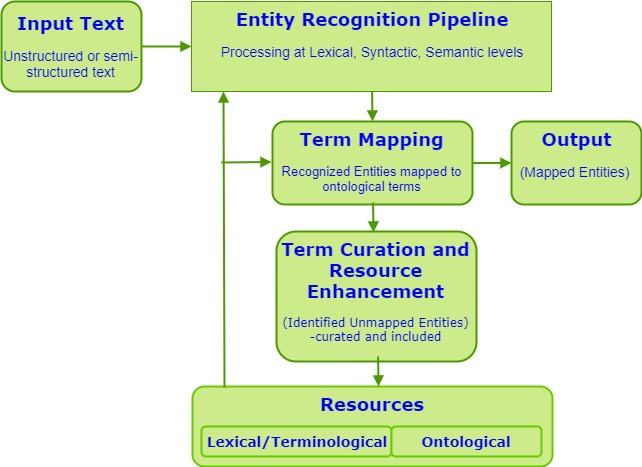 Input Text
Unstructured or semi-
structured text
Entity Recognition Pipeline
Processing at Lexical, Syntactic, Semantic levels
Term Mapping
Recognized Entities mapped to
ontological terms
Output
(Mapped Entities)
Term Curation and
Resource
Enhancement
(Identified Unmapped Entities)
-curated and included
Resources
Lexical/Terminological
Ontological